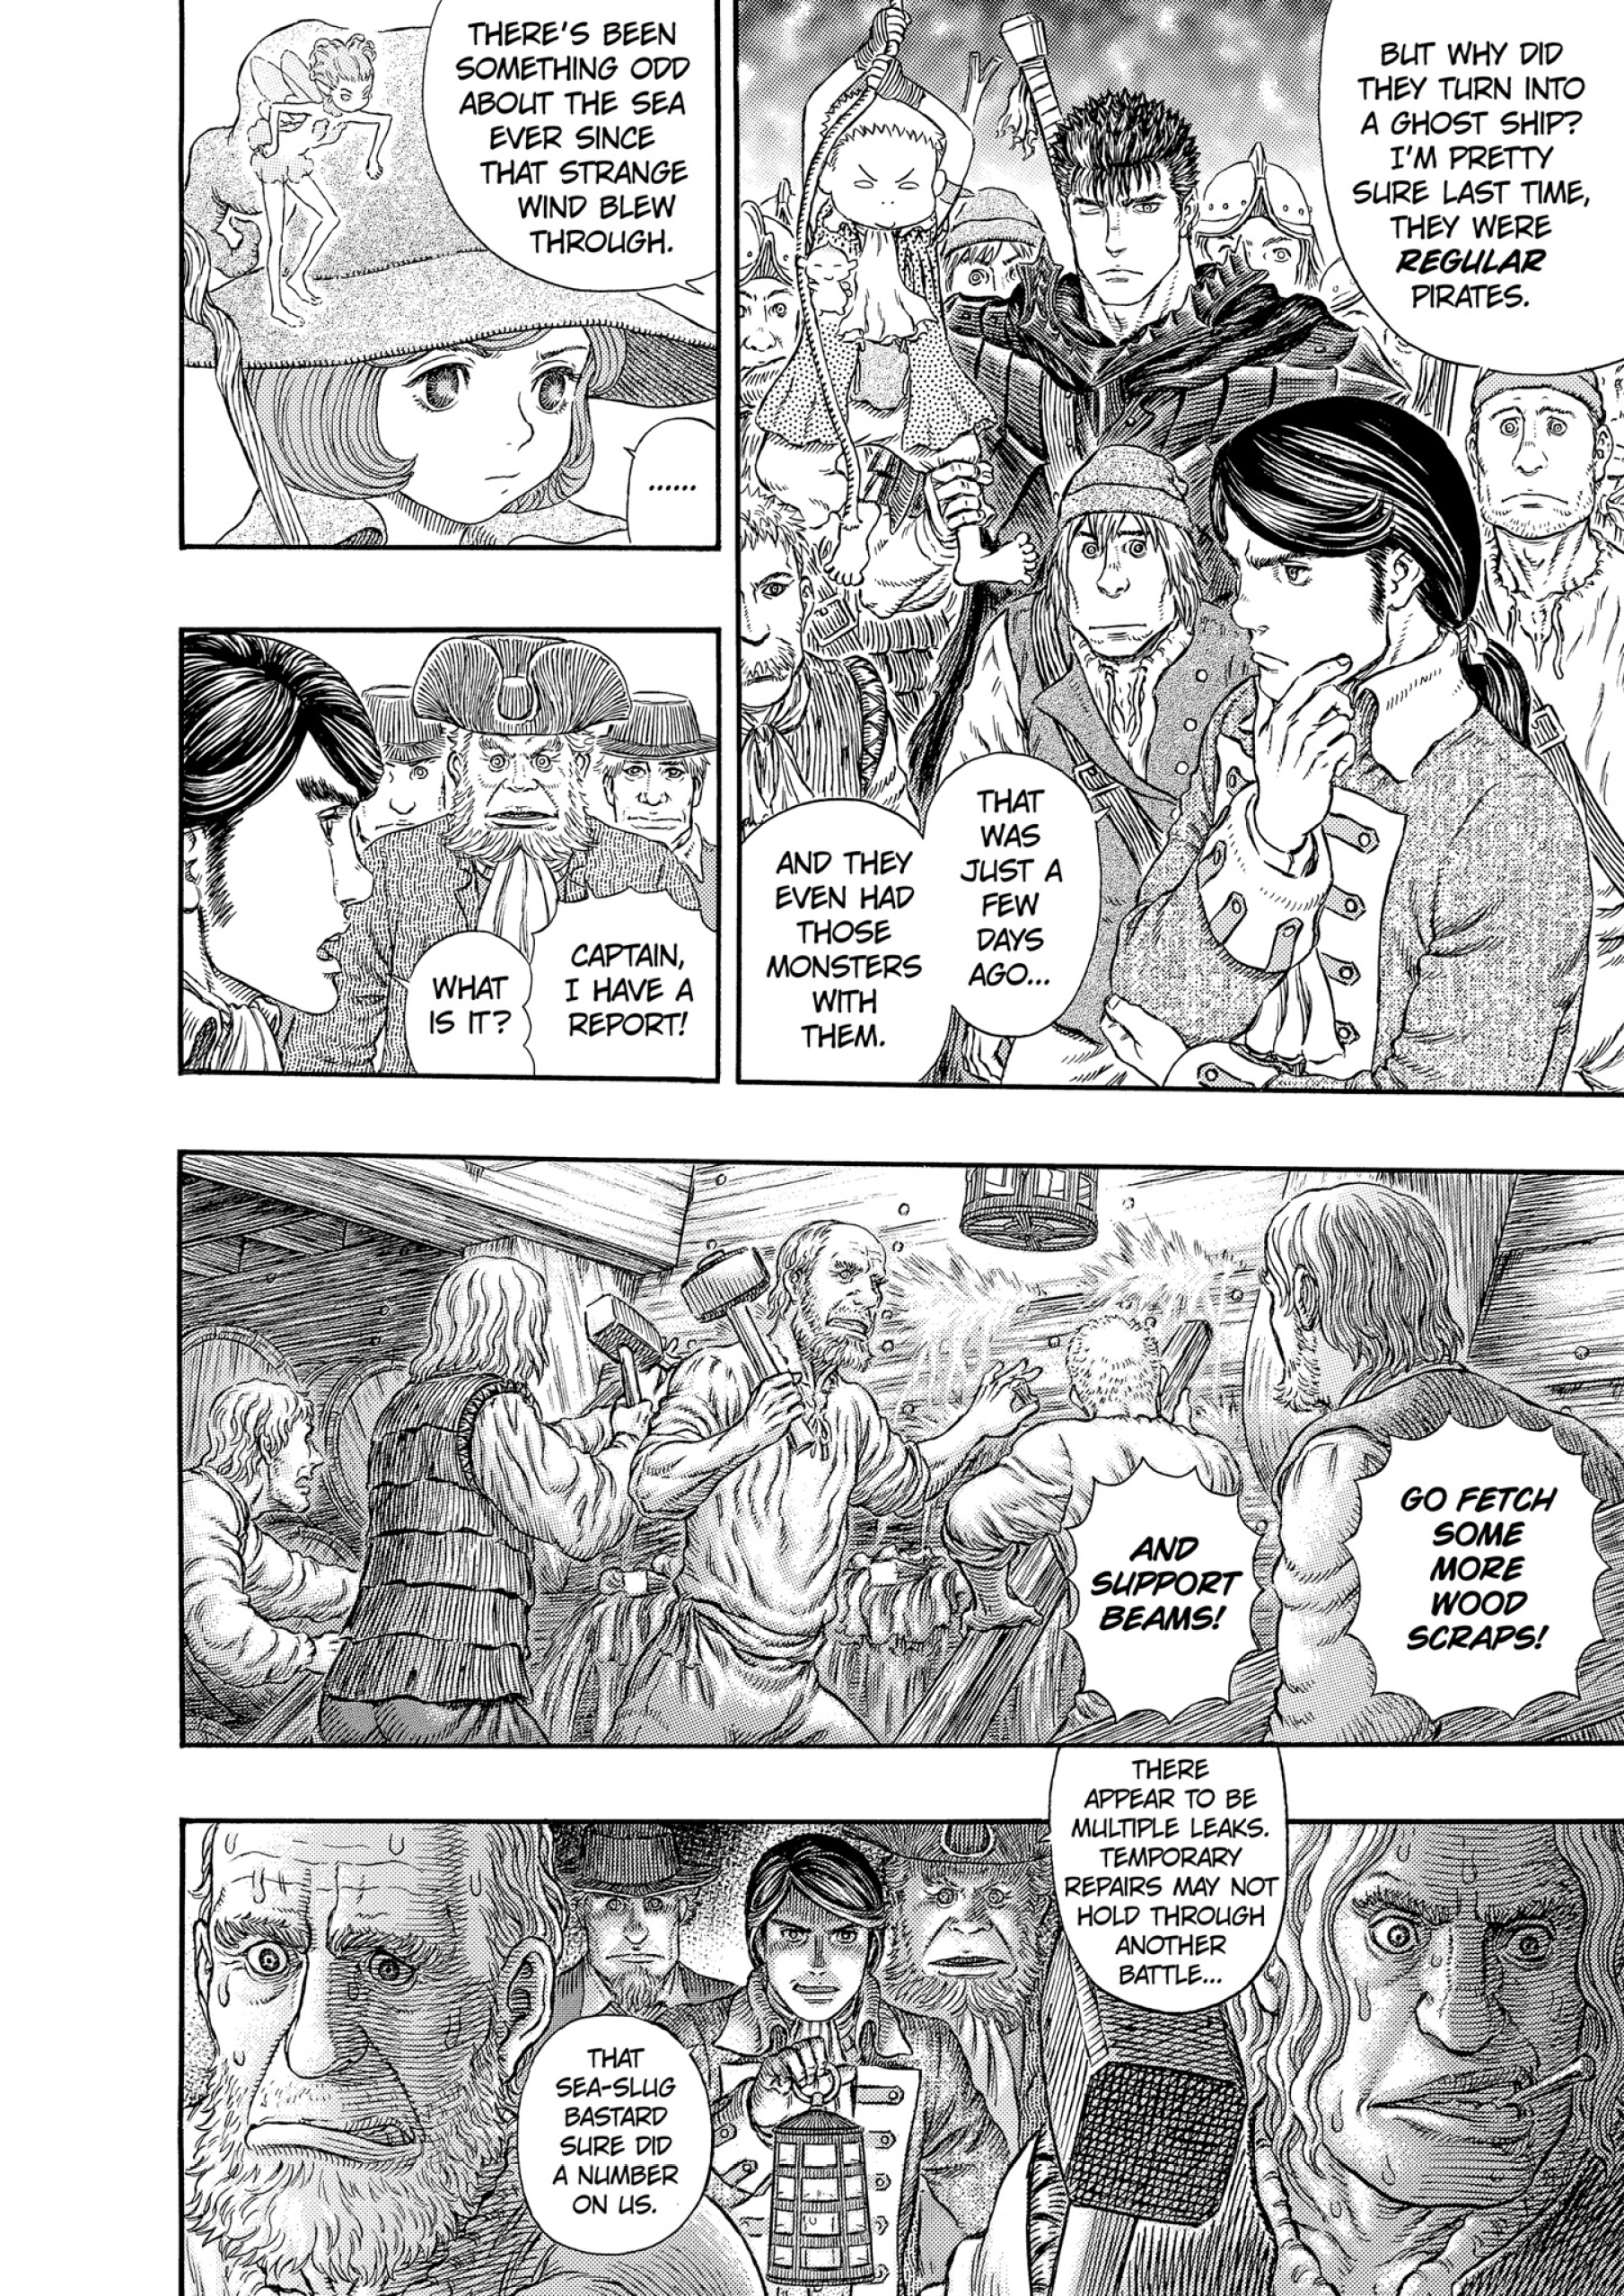 BUT WHY DID
THEY TURN INTO
A GHOST SHIP?
I'M PRETTY
SURE LAST TIME,
THEY WERE
REGULAR
PIRATES.
THAT
WAS
JUST A
FEW
DAYS
AGO...
AND THEY
EVEN HAD
THOSE
MONSTERS
WITH
THEM.
THERE'S BEEN
SOMETHING ODD
ABOUT THE SEA
EVER SINCE
THAT STRANGE
WIND BLEW
THROUGH.
......
CAPTAIN,
I HAVE A
REPORT!
WHAT
IS IT?
GO FETCH
SOME
MORE
WOOD
SCRAPS!
AND
SUPPORT
BEAMS!
THERE
APPEAR TO BE
MULTIPLE LEAKS.
TEMPORARY
REPAIRS MAY NOT
HOLD THROUGH
ANOTHER
BATTLE...
THAT
SEA-SLUG
BASTARD
SURE DID
A NUMBER
ON US.